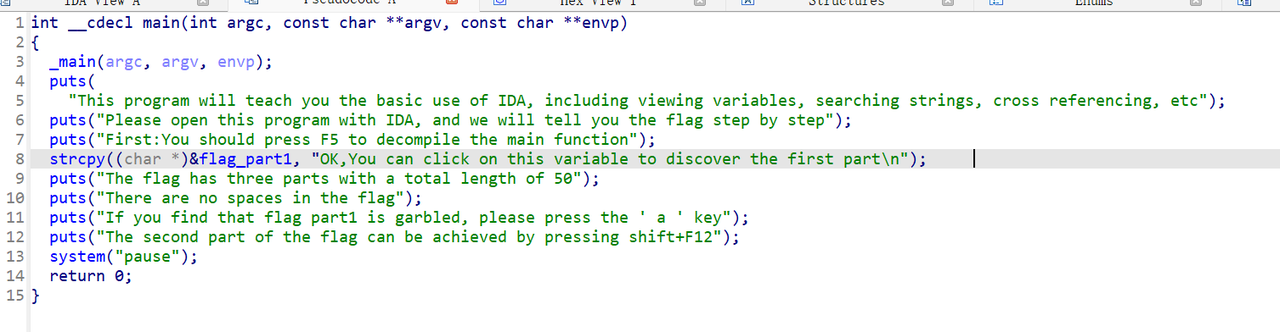 IDA View A Pseudocode A Hex View 1 Structures Enums
1 int __cdecl main(int argc, const char **argv, const char **envp)
2 {
3 _main(argc, argv, envp);
4 puts(
5 "This program will teach you the basic use of IDA, including viewing variables, searching strings, cross referencing, etc");
6 puts("Please open this program with IDA, and we will tell you the flag step by step");
7 puts("First:You should press F5 to decompile the main function");
8 strcpy((char *)&flag_part1, "OK,You can click on this variable to discover the first part\n");
9 puts("The flag has three parts with a total length of 50");
10 puts("There are no spaces in the flag");
11 puts("If you find that flag part1 is garbled, please press the ' a ' key");
12 puts("The second part of the flag can be achieved by pressing shift+F12");
13 system("pause");
14 return 0;
15 }